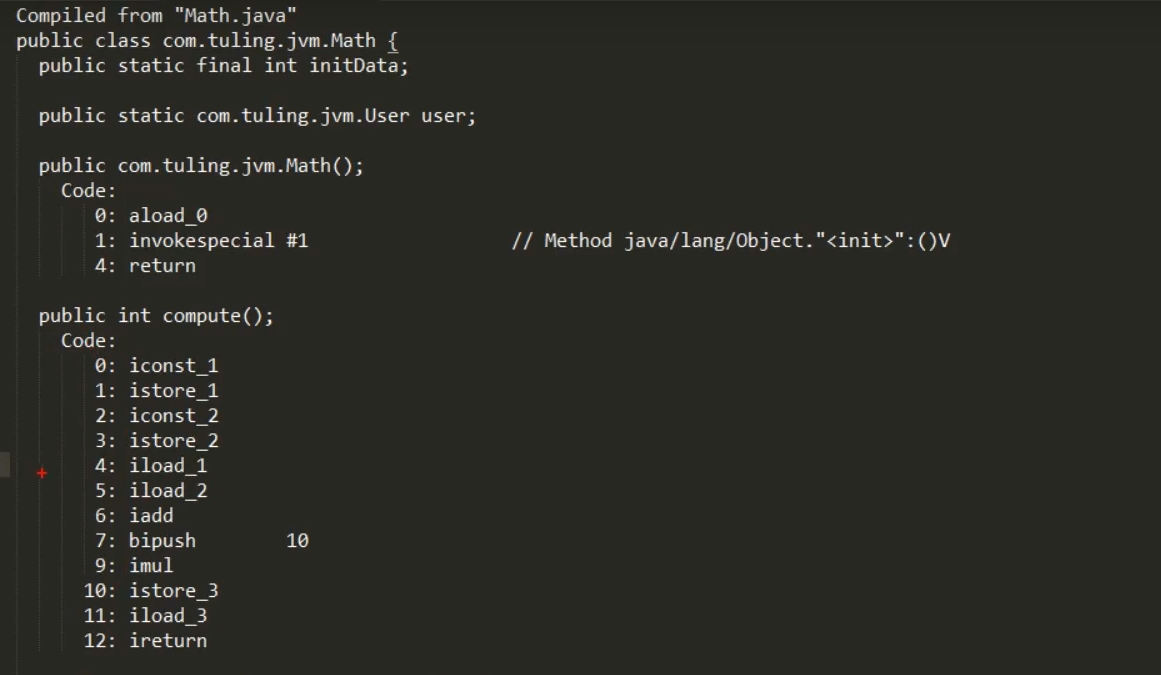 Compiled from "Math.java"
public class com.tuling.jvm.Math {
public static final int initData;
public static com.tuling.jvm.User user;
public com.tuling.jvm.Math();
Code:
0: aload_0
1: invokespecial #1 // Method java/lang/Object."<init>":()V
4: return
public int compute();
Code:
0: iconst_1
1: istore_1
2: iconst_2
3: istore_2
4: iload_1
5: iload_2
6: iadd
7: bipush 10
9: imul
10: istore_3
11: iload_3
12: ireturn